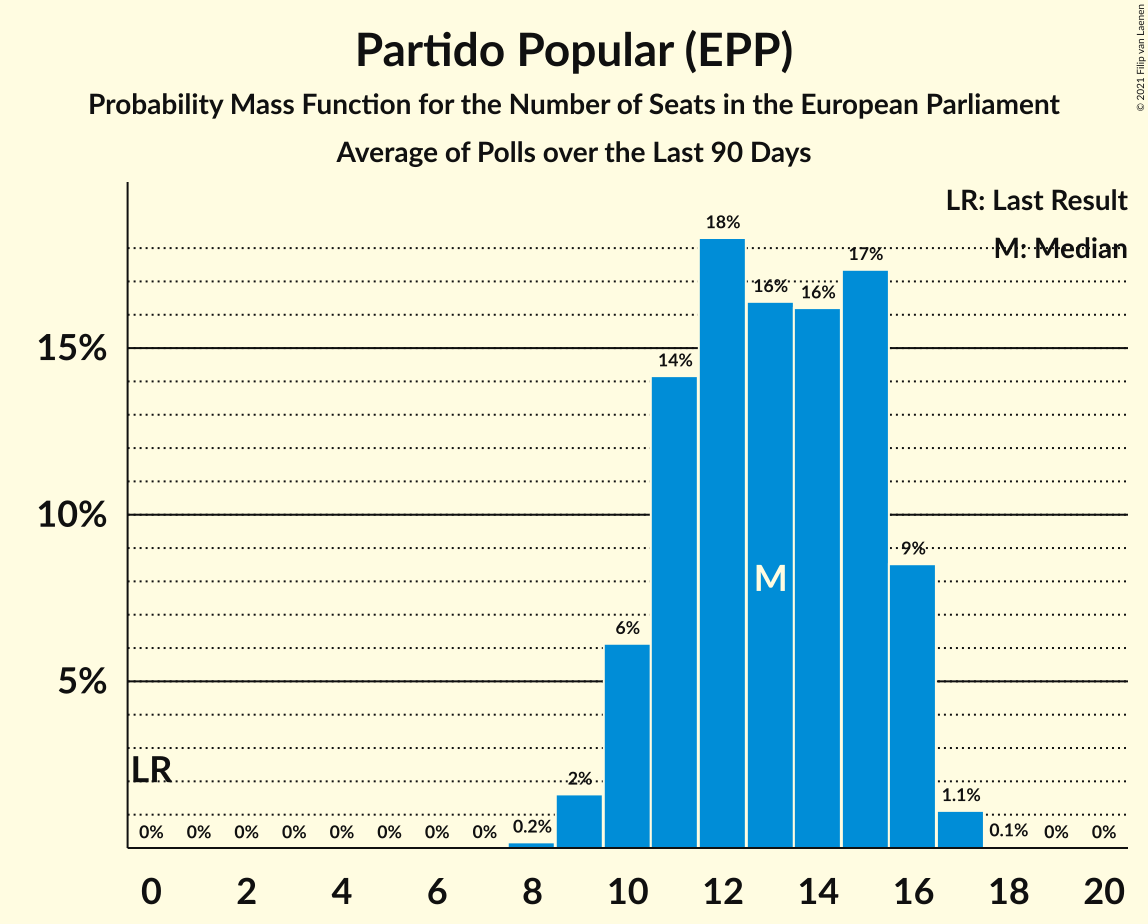 Partido Popular (EPP)
Probability Mass Function for the Number of Seats in the European Parliament
Average of Polls over the Last 90 Days
© 2021 Filip van Laenen
LR: Last Result
M: Median
18%
17%
16%
16%
15%
14%
10%
9%
M
6%
5%
LR
2%
1.1%
0%
0%
0%
0%
0%
0%
0%
0%
0.2%
0.1%
0%
0%
0 2 4 6 8 10 12 14 16 18 20